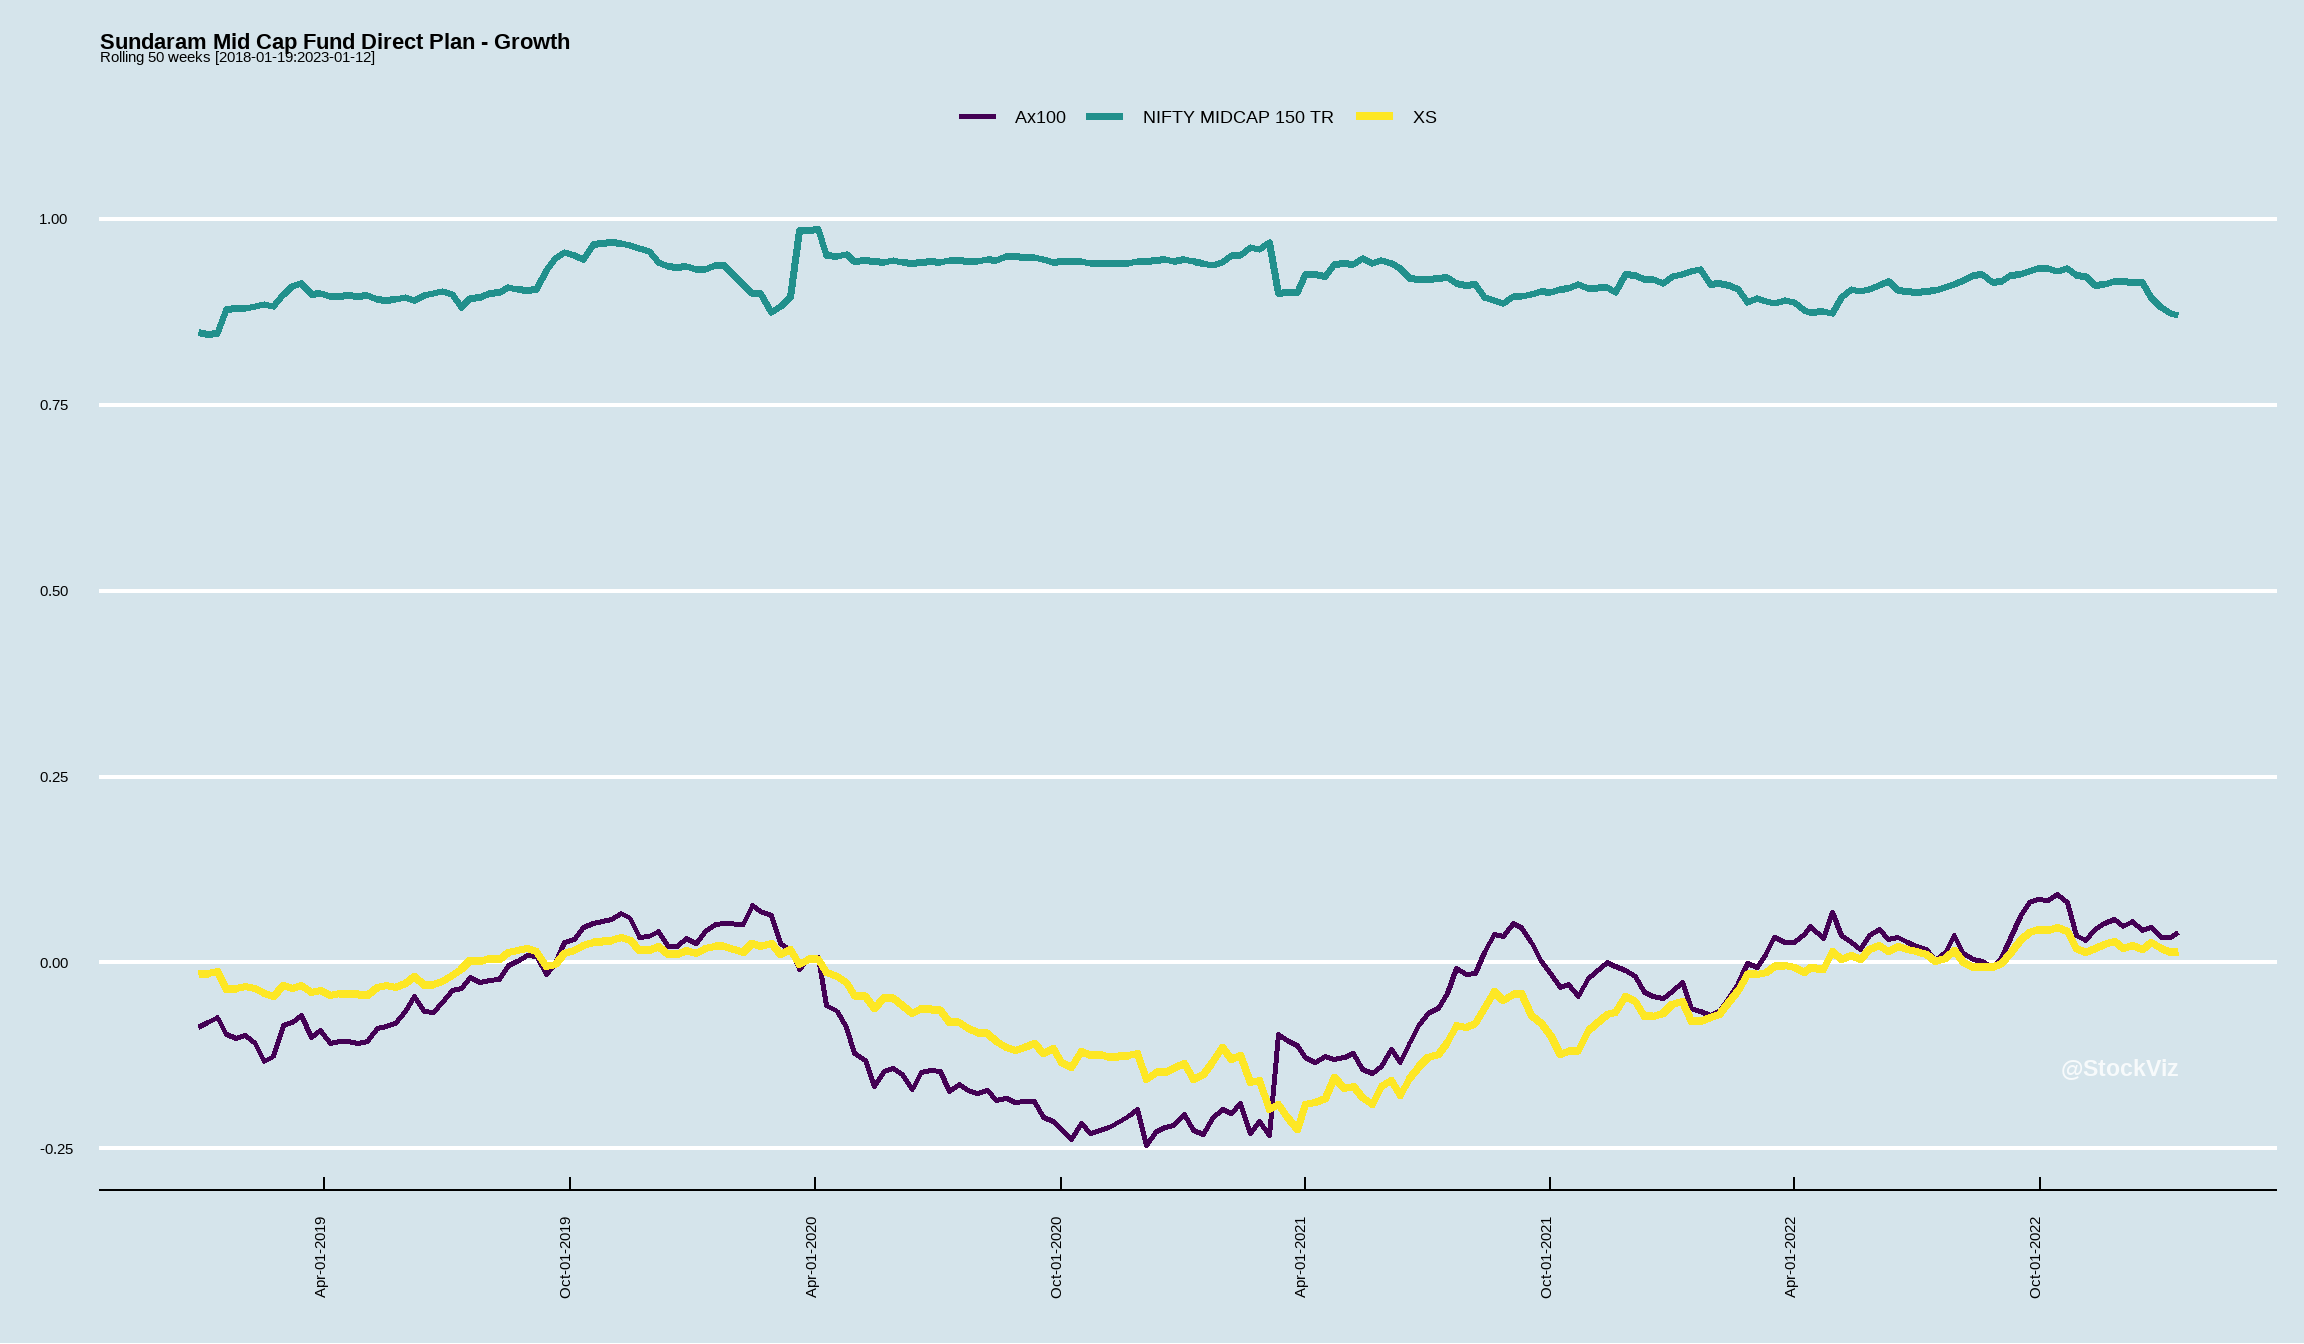 Sundaram Mid Cap Fund Direct Plan - Growth
Rolling 50 weeks [2018-01-19:2023-01-12]
Ax100 NIFTY MIDCAP 150 TR XS
1.00
0.75
0.50
0.25
0.00
-0.25
@StockViz
Apr-01-2019
Oct-01-2019
Apr-01-2020
Oct-01-2020
Apr-01-2021
Oct-01-2021
Apr-01-2022
Oct-01-2022